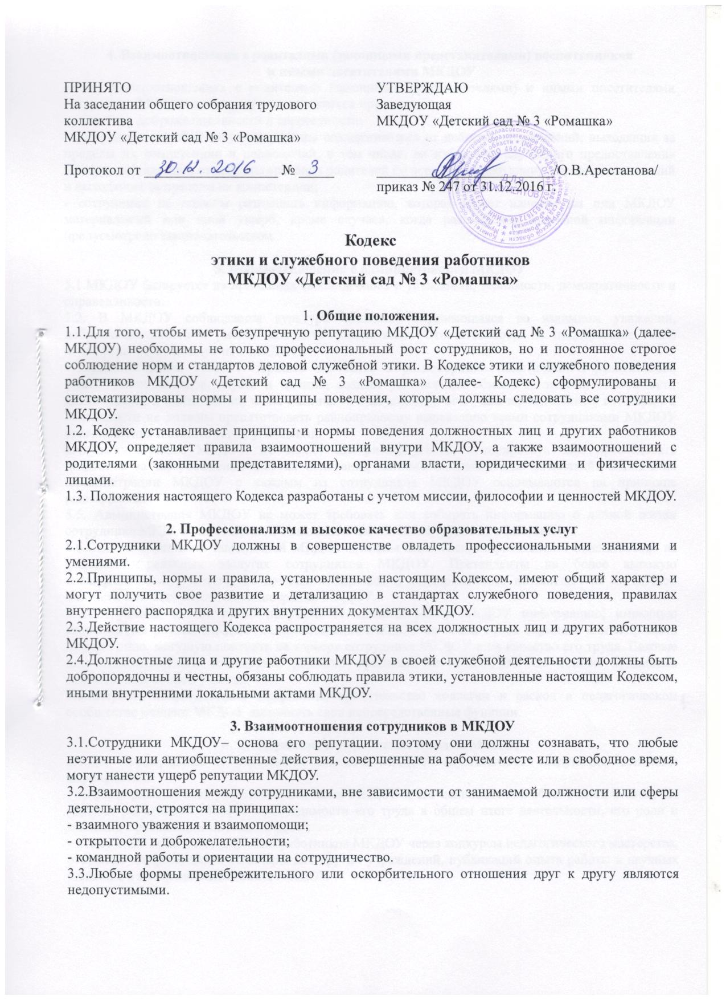 ПРИНЯТО
На заседании общего собрания трудового
коллектива
МКДОУ «Детский сад № 3 «Ромашка»
Протокол от 30.12.2016 № 3
УТВЕРЖДАЮ
Заведующая
МКДОУ «Детский сад № 3 «Ромашка»
/О.В.Арестанова/
приказ № 247 от 31.12.2016 г.
ДЛЯ
ДОКУМЕНТОВ
Кодекс
этики и служебного поведения работников
МКДОУ «Детский сад № 3 «Ромашка»
1. Общие положения.
1.1.Для того, чтобы иметь безупречную репутацию МКДОУ «Детский сад № 3 «Ромашка» (далее-
МКДОУ) необходимы не только профессиональный рост сотрудников, но и постоянное строгое
соблюдение норм и стандартов деловой служебной этики. В Кодексе этики и служебного поведения
работников МКДОУ «Детский сад № 3 «Ромашка» (далее- Кодекс) сформулированы и
систематизированы нормы и принципы поведения, которым должны следовать все сотрудники
МКДОУ.
1.2. Кодекс устанавливает принципы и нормы поведения должностных лиц и других работников
МКДОУ, определяет правила взаимоотношений внутри МКДОУ, а также взаимоотношений с
родителями (законными представителями), органами власти, юридическими и физическими
лицами.
1.3. Положения настоящего Кодекса разработаны с учетом миссии, философии и ценностей МКДОУ.
2. Профессионализм и высокое качество образовательных услуг
2.1.Сотрудники МКДОУ должны в совершенстве овладеть профессиональными знаниями и
умениями.
2.2.Принципы, нормы и правила, установленные настоящим Кодексом, имеют общий характер и
могут получить свое развитие и детализацию в стандартах служебного поведения, правилах
внутреннего распорядка и других внутренних документах МКДОУ.
2.3.Действие настоящего Кодекса распространяется на всех должностных лиц и других работников
МКДОУ.
2.4.Должностные лица и другие работники МКДОУ в своей служебной деятельности должны быть
добропорядочны и честны, обязаны соблюдать правила этики, установленные настоящим Кодексом,
иными внутренними локальными актами МКДОУ.
3. Взаимоотношения сотрудников в МКДОУ
3.1.Сотрудники МКДОУ– основа его репутации. поэтому они должны сознавать, что любые
неэтичные или антиобщественные действия, совершенные на рабочем месте или в свободное время,
могут нанести ущерб репутации МКДОУ.
3.2.Взаимоотношения между сотрудниками, вне зависимости от занимаемой должности или сферы
деятельности, строятся на принципах:
- взаимного уважения и взаимопомощи;
- открытости и доброжелательности;
- командной работы и ориентации на сотрудничество.
3.3.Любые формы пренебрежительного или оскорбительного отношения друг к другу являются
недопустимыми.